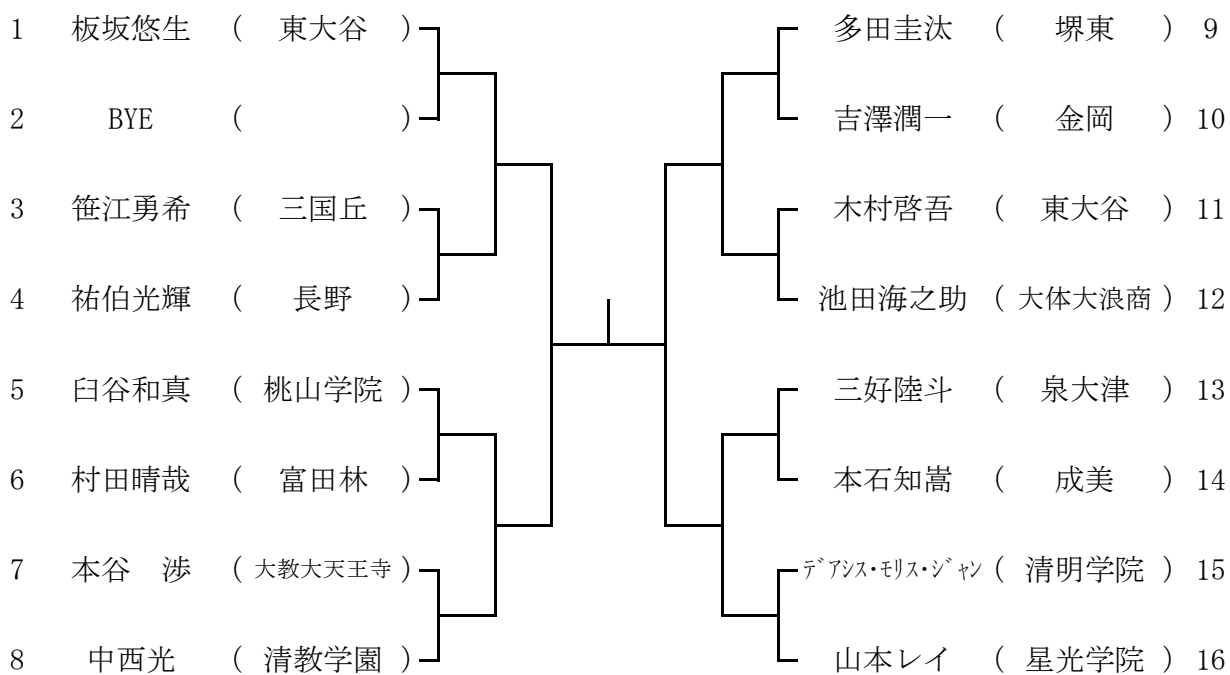 1 板坂悠生 ( 東大谷 ) 多田圭汰 ( 堺東 ) 9
2 BYE ( ) 吉澤潤一 ( 金岡 ) 10
3 笹江勇希 ( 三国丘 ) 木村啓吾 ( 東大谷 ) 11
4 祐伯光輝 ( 長野 ) 池田海之助 ( 大体大浪商 ) 12
5 臼谷和真 ( 桃山学院 ) 三好陸斗 ( 泉大津 ) 13
6 村田晴哉 ( 富田林 ) 本石知嵩 ( 成美 ) 14
7 本谷　渉 ( 大教大天王寺 ) ﾃﾞｱｼｽ・ﾓﾘｽ・ｼﾞｬﾝ ( 清明学院 ) 15
8 中西光 ( 清教学園 ) 山本レイ ( 星光学院 ) 16